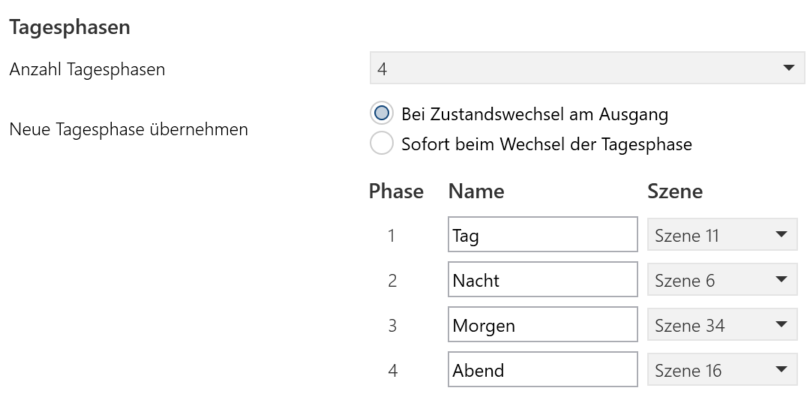 Tagesphasen
Anzahl Tagesphasen 4
Neue Tagesphase übernehmen
Bei Zustandswechsel am Ausgang
Sofort beim Wechsel der Tagesphase
Phase Name Szene
1 Tag Szene 11
2 Nacht Szene 6
3 Morgen Szene 34
4 Abend Szene 16